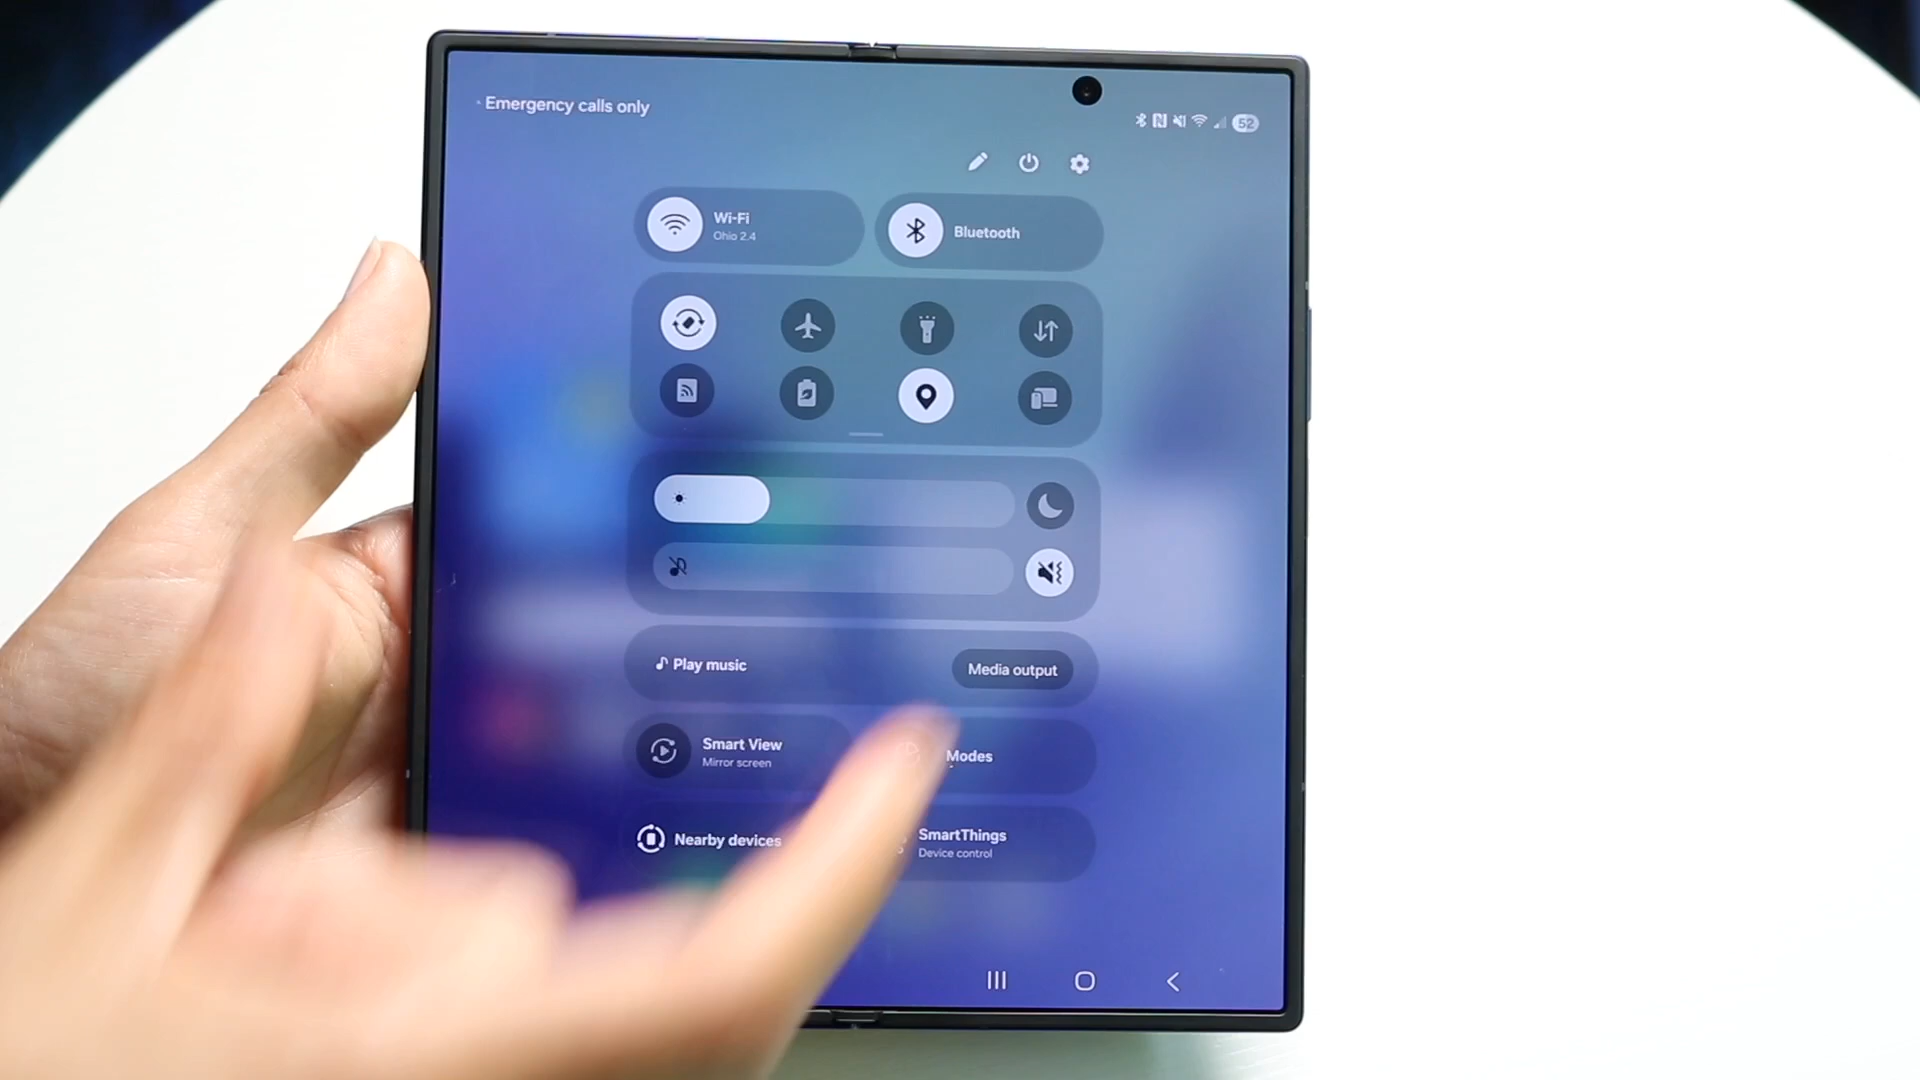 Emergency calls only
52
Wi-Fi
Ohio 2.4
Bluetooth
Play music
Media output
Smart View
Mirror screen
Modes
Nearby devices
SmartThings
Device control